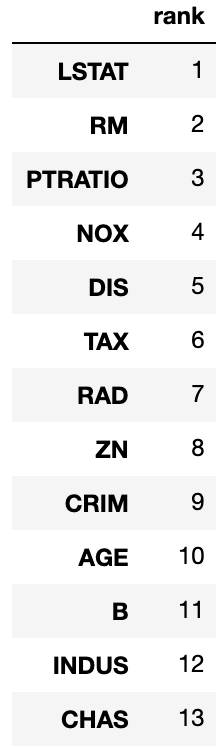 rank
LSTAT 1
RM 2
PTRATIO 3
NOX 4
DIS 5
TAX 6
RAD 7
ZN 8
CRIM 9
AGE 10
B 11
INDUS 12
CHAS 13